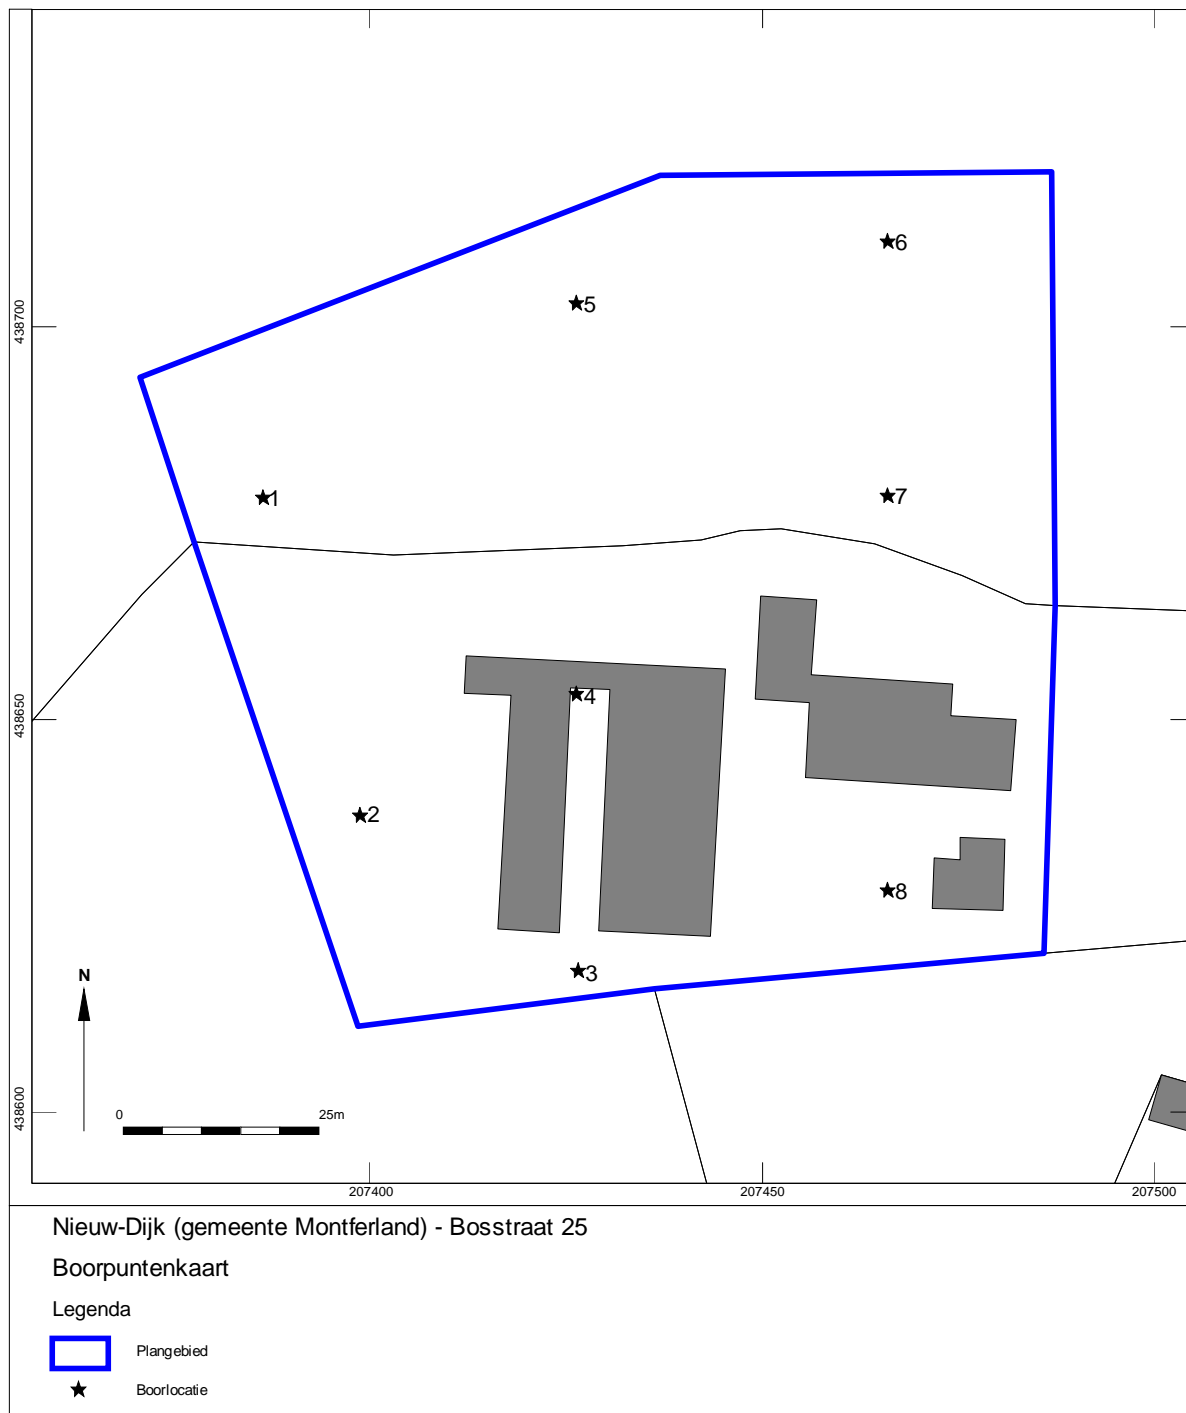 6
5
438700
1
7
4
438650
2
8
3
N
0 25m
438600
207400 207450 207500
Nieuw-Dijk (gemeente Montferland) - Bosstraat 25
Boorpuntenkaart
Legenda
Plangebied
Boorlocatie